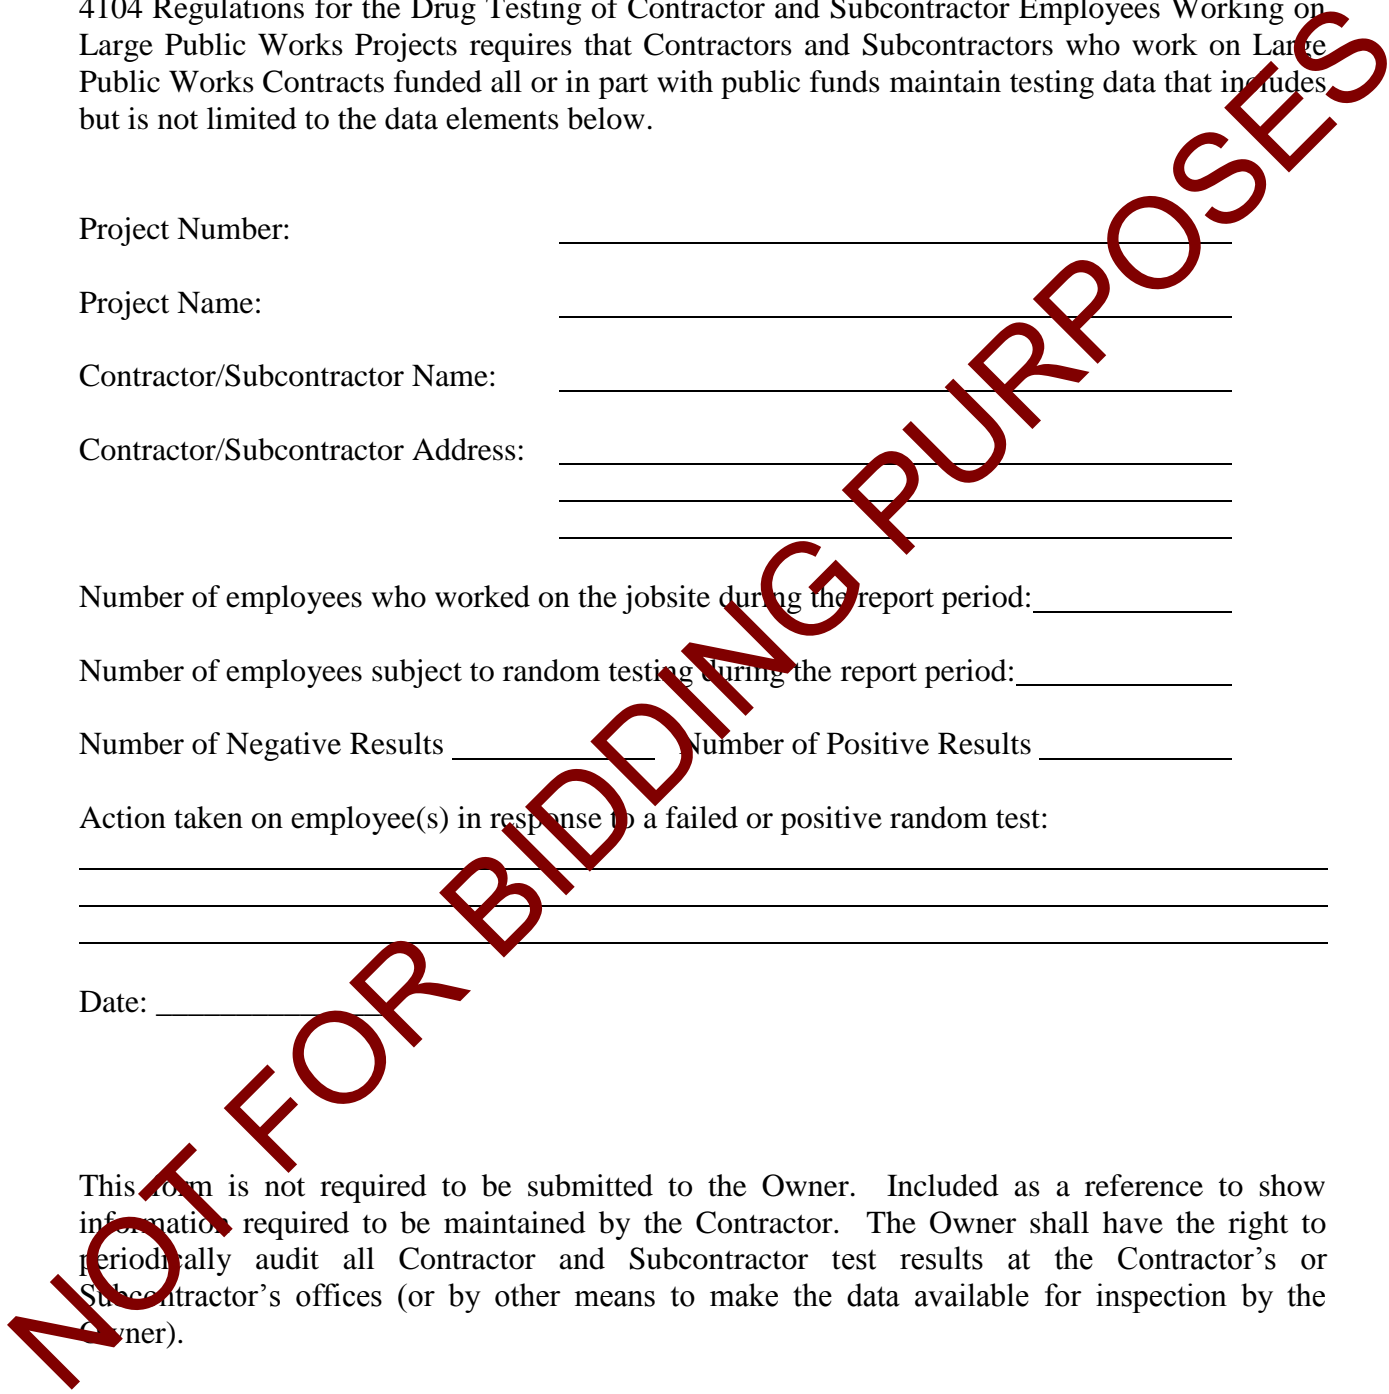 4104 Regulations for the Drug Testing of Contractor and Subcontractor Employees Working on
Large Public Works Projects requires that Contractors and Subcontractors who work on Large
Public Works Contracts funded all or in part with public funds maintain testing data that includes
but is not limited to the data elements below.
Project Number:
Project Name:
Contractor/Subcontractor Name:
Contractor/Subcontractor Address:
Number of employees who worked on the jobsite during the report period:
Number of employees subject to random testing during the report period:
Number of Negative Results Number of Positive Results
Action taken on employee(s) in response to a failed or positive random test:
Date: _______________
This form is not required to be submitted to the Owner. Included as a reference to show
information required to be maintained by the Contractor. The Owner shall have the right to
periodically audit all Contractor and Subcontractor test results at the Contractor’s or
Subcontractor’s offices (or by other means to make the data available for inspection by the
Owner).
NOT FOR BIDDING PURPOSES